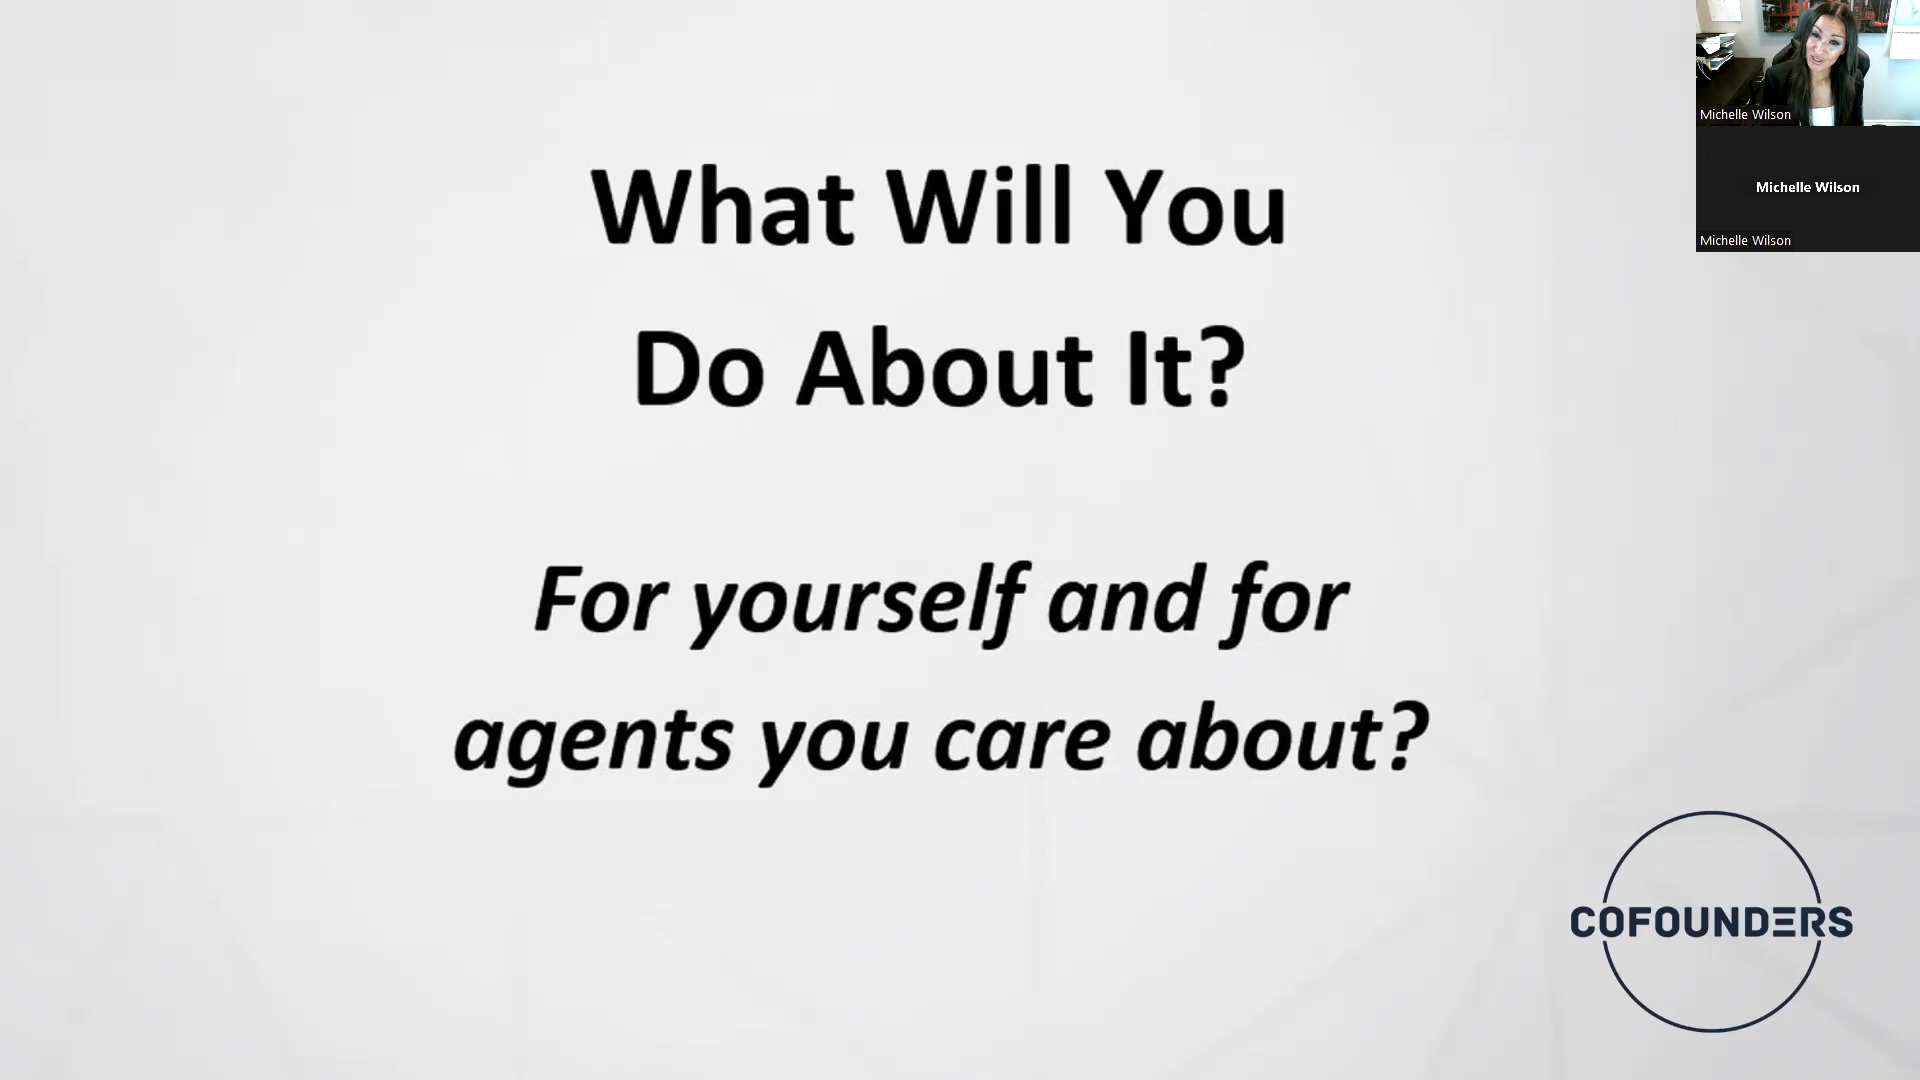 What Will You
Do About It?
For yourself and for
agents you care about?
COFOUNDERS
Michelle Wilson
Michelle Wilson
Michelle Wilson